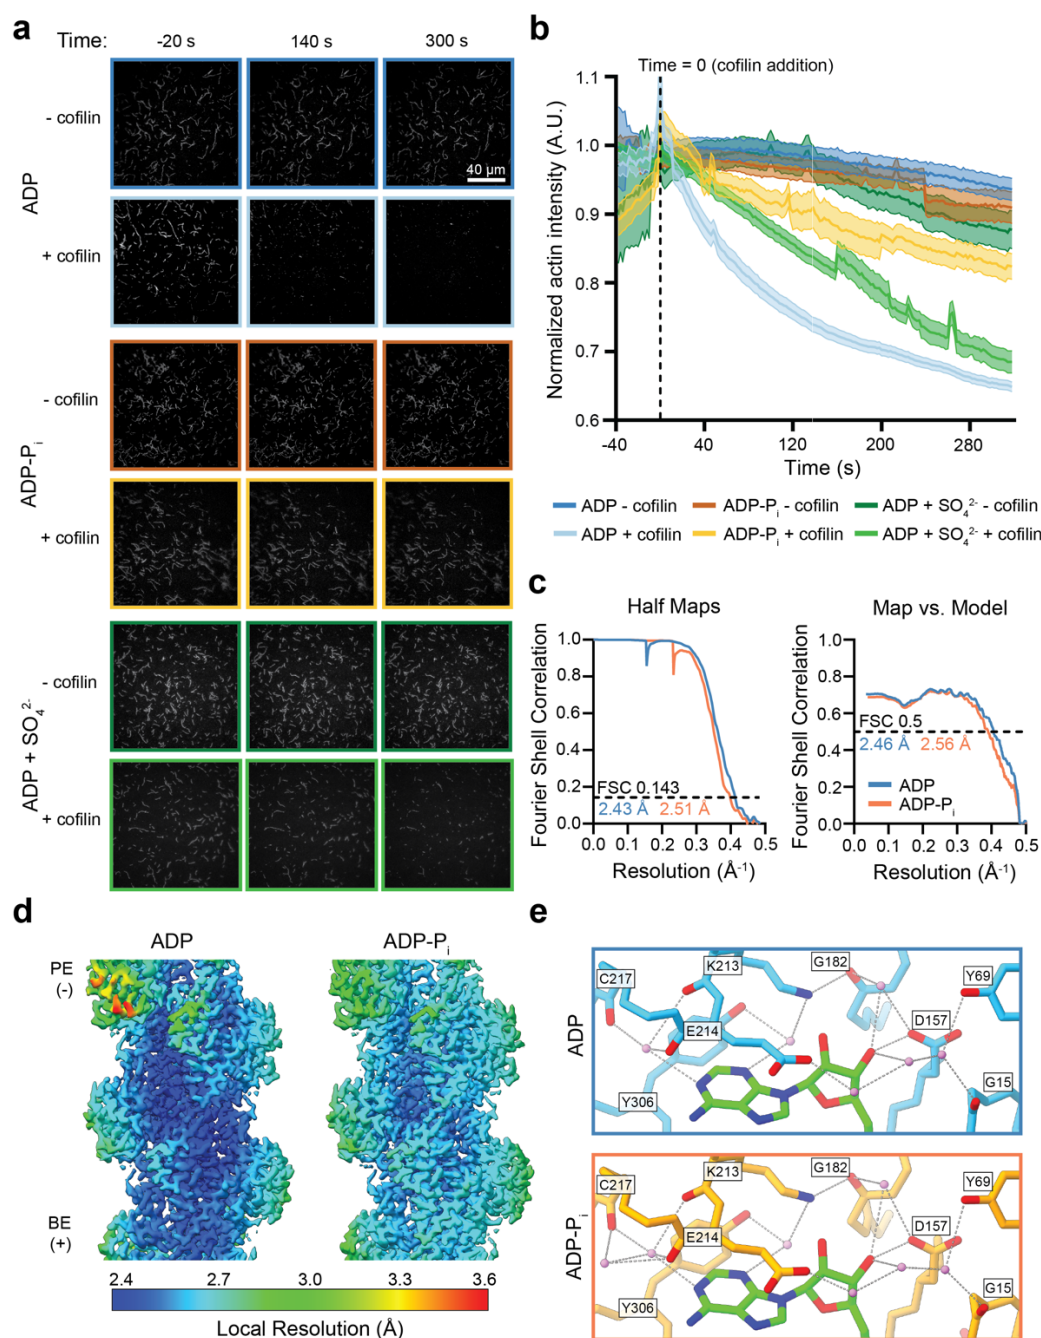 a
Time:
-20 s
140 s
300 s
ADP
- cofilin
40 μm
+ cofilin
ADP-Pi
- cofilin
+ cofilin
ADP + SO₄²⁻
- cofilin
+ cofilin
b
Time = 0 (cofilin addition)
Normalized actin intensity (A.U.)
1.1
1.0
0.9
0.8
0.7
0.6
-40
40
120
200
280
Time (s)
ADP - cofilin
ADP-Pi - cofilin
ADP + SO₄²⁻ - cofilin
ADP + cofilin
ADP-Pi + cofilin
ADP + SO₄²⁻ + cofilin
c
Half Maps
Fourier Shell Correlation
1.0
0.8
0.6
0.4
0.2
0.0
FSC 0.143
2.43 Å
2.51 Å
0.0
0.1
0.2
0.3
0.4
0.5
Resolution (Å⁻¹)
Map vs. Model
Fourier Shell Correlation
1.0
0.8
0.6
0.4
0.2
0.0
FSC 0.5
2.46 Å
2.56 Å
ADP
ADP-Pi
0.0
0.1
0.2
0.3
0.4
0.5
Resolution (Å⁻¹)
d
ADP
ADP-Pi
PE
(-)
BE
(+)
2.4
2.7
3.0
3.3
3.6
Local Resolution (Å)
e
ADP
C217
K213
G182
Y69
E214
D157
Y306
G15
ADP-Pi
C217
K213
G182
Y69
E214
D157
Y306
G15